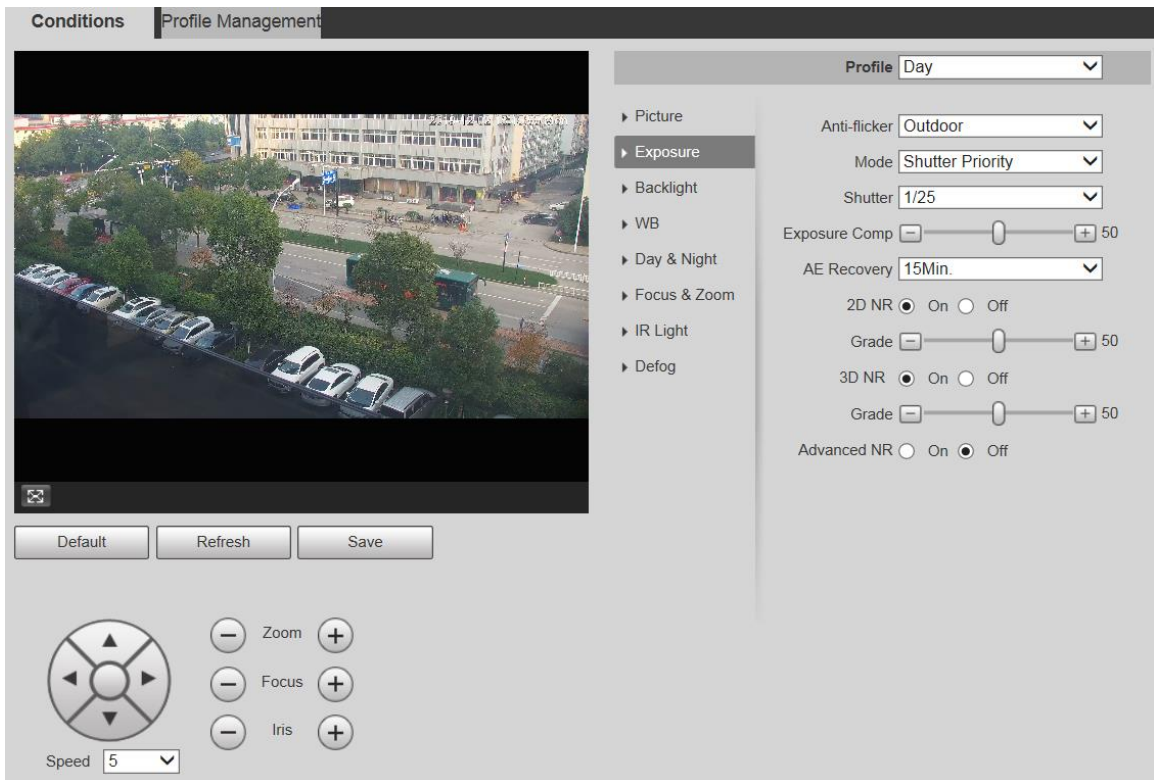 Conditions
Profile Management
Profile Day
Picture
Exposure
Backlight
WB
Day & Night
Focus & Zoom
IR Light
Defog
Anti-flicker Outdoor
Mode Shutter Priority
Shutter 1/25
Exposure Comp 50
AE Recovery 15Min.
2D NR On Off
Grade 50
3D NR On Off
Grade 50
Advanced NR On Off
Default Refresh Save
Zoom
Focus
Iris
Speed 5